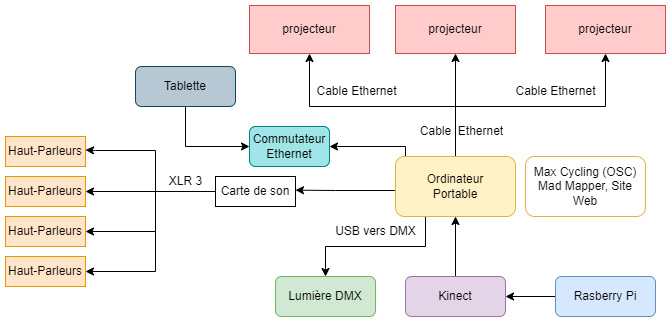 projecteur
projecteur
projecteur
Cable Ethernet
Cable Ethernet
Tablette
Cable Ethernet
Commutateur
Ethernet
Haut-Parleurs
Haut-Parleurs
Haut-Parleurs
Haut-Parleurs
XLR 3
Carte de son
Ordinateur
Portable
Max Cycling (OSC)
Mad Mapper, Site
Web
USB vers DMX
Lumière DMX
Kinect
Rasberry Pi